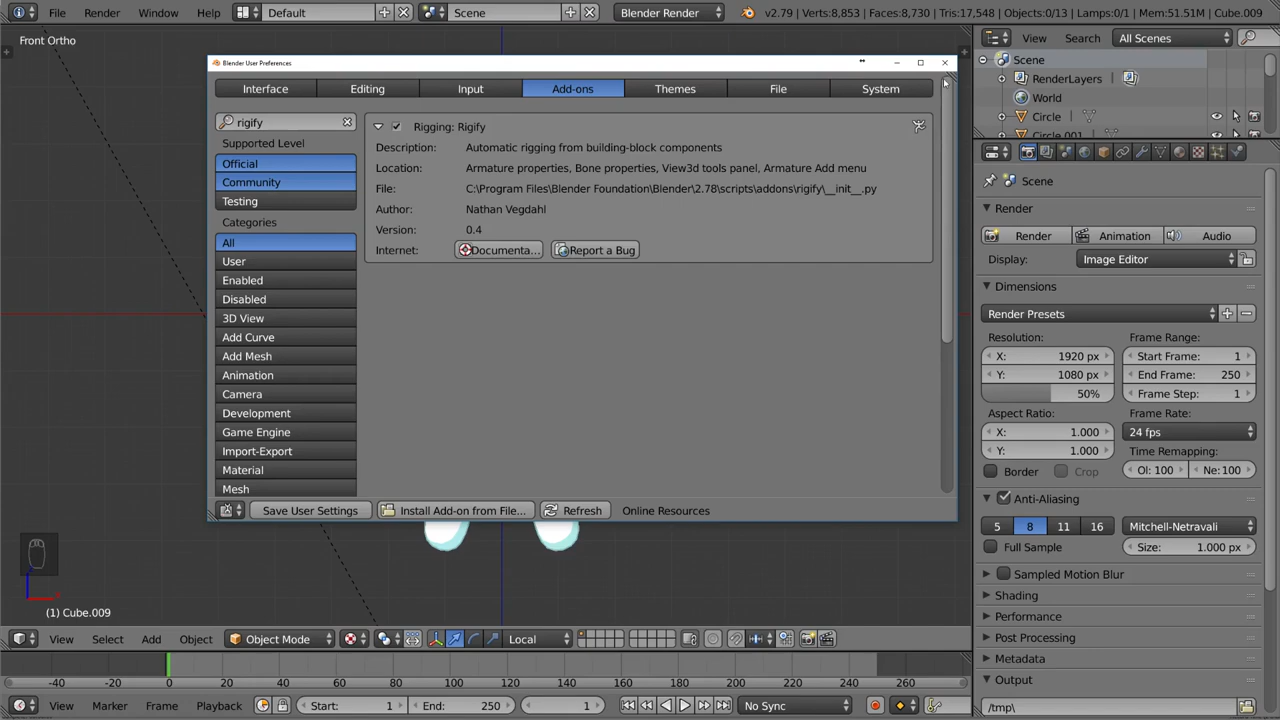 File Render Window Help Default Scene Blender Render v2.79 | Verts:8,853 | Faces:8,730 | Tris:17,548 | Objects:0/13 | Lamps:0/1 | Mem:51.51M | Cube.009
Front Ortho
View Search All Scenes
Scene
RenderLayers
World
Circle
Circle.001
Blender User Preferences
Interface Editing Input Add-ons Themes File System
rigify
Supported Level
Official
Community
Testing
Categories
All
User
Enabled
Disabled
3D View
Add Curve
Add Mesh
Animation
Camera
Development
Game Engine
Import-Export
Material
Mesh
Rigging: Rigify
Description: Automatic rigging from building-block components
Location: Armature properties, Bone properties, View3d tools panel, Armature Add menu
File: C:\Program Files\Blender Foundation\Blender\2.78\scripts\addons\rigify\__init__.py
Author: Nathan Vegdahl
Version: 0.4
Internet: Documenta... Report a Bug
Save User Settings Install Add-on from File... Refresh Online Resources
Scene
Render
Render Animation Audio
Display: Image Editor
Dimensions
Render Presets
Resolution: Frame Range:
X: 1920 px Start Frame: 1
Y: 1080 px End Frame: 250
50% Frame Step: 1
Aspect Ratio: Frame Rate:
X: 1.000 24 fps
Y: 1.000 Time Remapping:
Border Crop Ol: 100 Ne: 100
Anti-Aliasing
5 8 11 16 Mitchell-Netravali
Full Sample Size: 1.000 px
Sampled Motion Blur
Shading
Performance
Post Processing
Metadata
Output
/tmp\
(1) Cube.009
View Select Add Object Object Mode Local
-40 -20 0 20 40 60 80 100 120 140 160 180 200 220 240 260
View Marker Frame Playback Start: 1 End: 250 1 No Sync